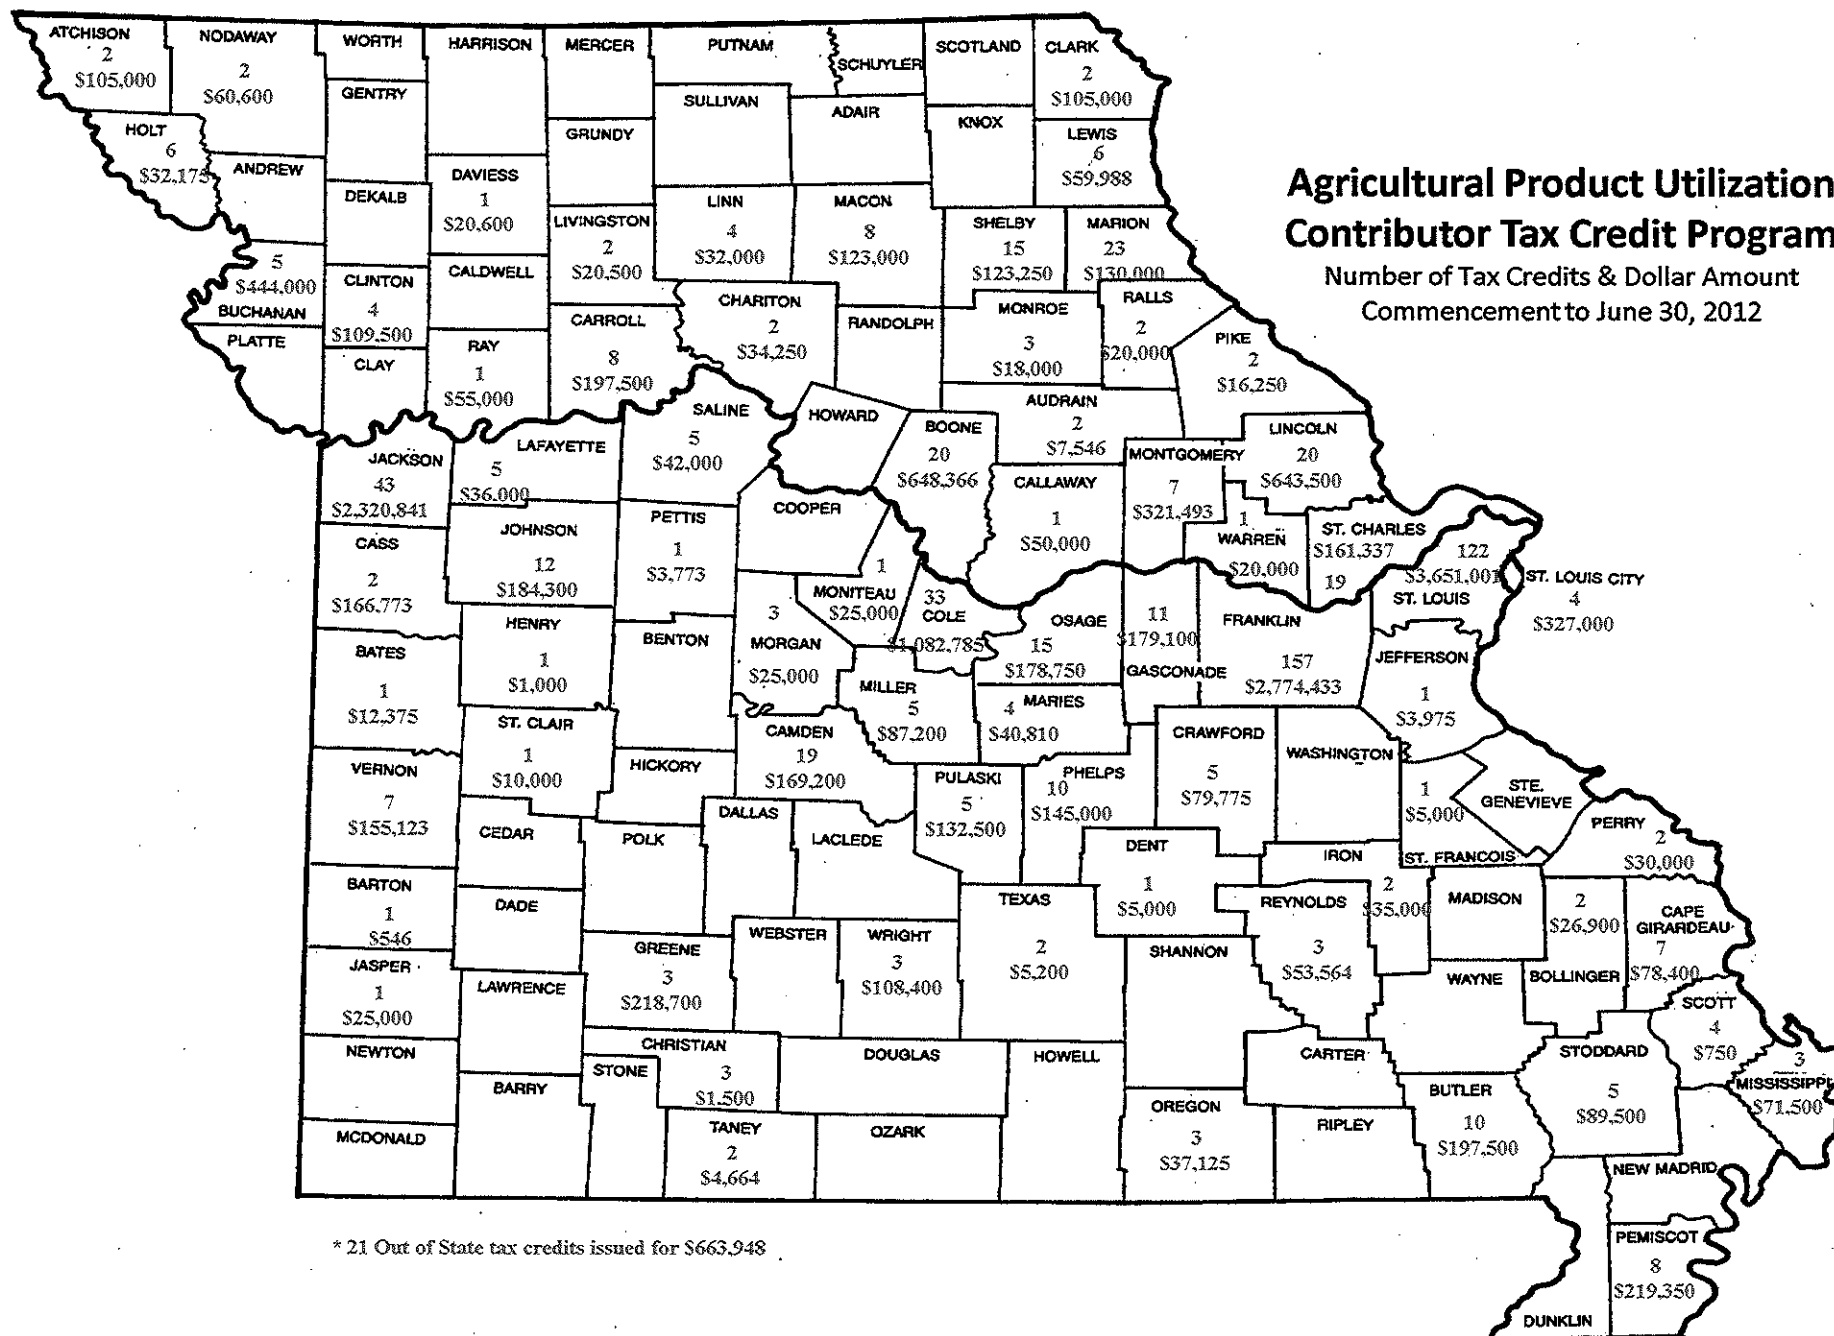 Agricultural Product Utilization
Contributor Tax Credit Program
Number of Tax Credits & Dollar Amount
Commencement to June 30, 2012
ATCHISON
2
$105,000
NODAWAY
2
$60,600
WORTH
HARRISON
MERCER
PUTNAM
SCHUYLER
SCOTLAND
CLARK
2
$105,000
GENTRY
SULLIVAN
ADAIR
KNOX
HOLT
6
$32,175
ANDREW
GRUNDY
LEWIS
6
$59,988
DEKALB
DAVIESS
1
$20,600
LIVINGSTON
2
$20,500
LINN
4
$32,000
MACON
8
$123,000
SHELBY
15
$123,250
MARION
23
$130,000
5
$444,000
BUCHANAN
CLINTON
4
$109,500
CALDWELL
CARROLL
8
$197,500
CHARITON
2
$34,250
RANDOLPH
MONROE
3
$18,000
RALLS
2
$20,000
PIKE
2
$16,250
PLATTE
CLAY
RAY
1
$55,000
SALINE
5
$42,000
HOWARD
BOONE
20
$648,366
AUDRAIN
2
$7,546
MONTGOMERY
7
$321,493
LINCOLN
20
$643,500
JACKSON
43
$2,320,841
LAFAYETTE
5
$36,000
COOPER
CALLAWAY
1
$50,000
1
WARREN
$20,000
ST. CHARLES
$161,337
19
122
$3,651,001
ST. LOUIS
ST. LOUIS CITY
4
$327,000
CASS
2
$166,773
JOHNSON
12
$184,300
PETTIS
1
$3,773
1
MONITEAU
$25,000
33
COLE
$1,082,785
OSAGE
15
$178,750
11
$179,100
GASCONADE
FRANKLIN
157
$2,774,433
JEFFERSON
1
$3,975
BATES
1
$12,375
HENRY
1
$1,000
BENTON
3
MORGAN
$25,000
MILLER
5
$87,200
4
MARIES
$40,810
VERNON
7
$155,123
ST. CLAIR
1
$10,000
HICKORY
CAMDEN
19
$169,200
PULASKI
5
$132,500
PHELPS
10
$145,000
CRAWFORD
5
$79,775
WASHINGTON
1
$5,000
ST. FRANCOIS
STE.
GENEVIEVE
PERRY
2
$30,000
CEDAR
POLK
DALLAS
LACLEDE
DENT
1
$5,000
IRON
2
$35,000
MADISON
2
$26,900
BOLLINGER
CAPE
GIRARDEAU
7
$78,400
BARTON
1
$546
DADE
GREENE
3
$218,700
WEBSTER
WRIGHT
3
$108,400
TEXAS
2
$5,200
SHANNON
REYNOLDS
3
$53,564
WAYNE
SCOTT
4
$750
JASPER
1
$25,000
LAWRENCE
NEWTON
CHRISTIAN
3
$1,500
STONE
DOUGLAS
HOWELL
CARTER
BUTLER
10
$197,500
STODDARD
5
$89,500
3
MISSISSIPPI
$71,500
BARRY
MCDONALD
TANEY
2
$4,664
OZARK
OREGON
3
$37,125
RIPLEY
NEW MADRID
PEMISCOT
8
$219,350
DUNKLIN
* 21 Out of State tax credits issued for $663,948